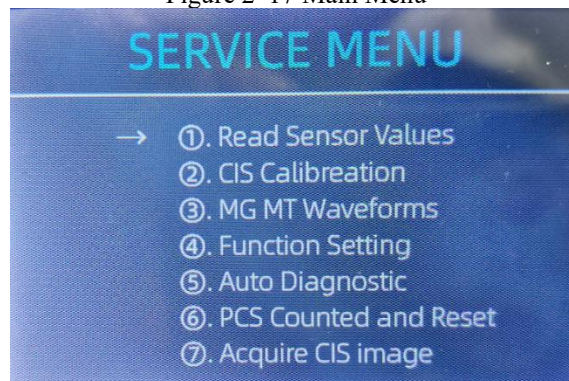 Figure 2-17 Main Menu
SERVICE MENU
→ ①. Read Sensor Values
②. CIS Calibreation
③. MG MT Waveforms
④. Function Setting
⑤. Auto Diagnostic
⑥. PCS Counted and Reset
⑦. Acquire CIS image